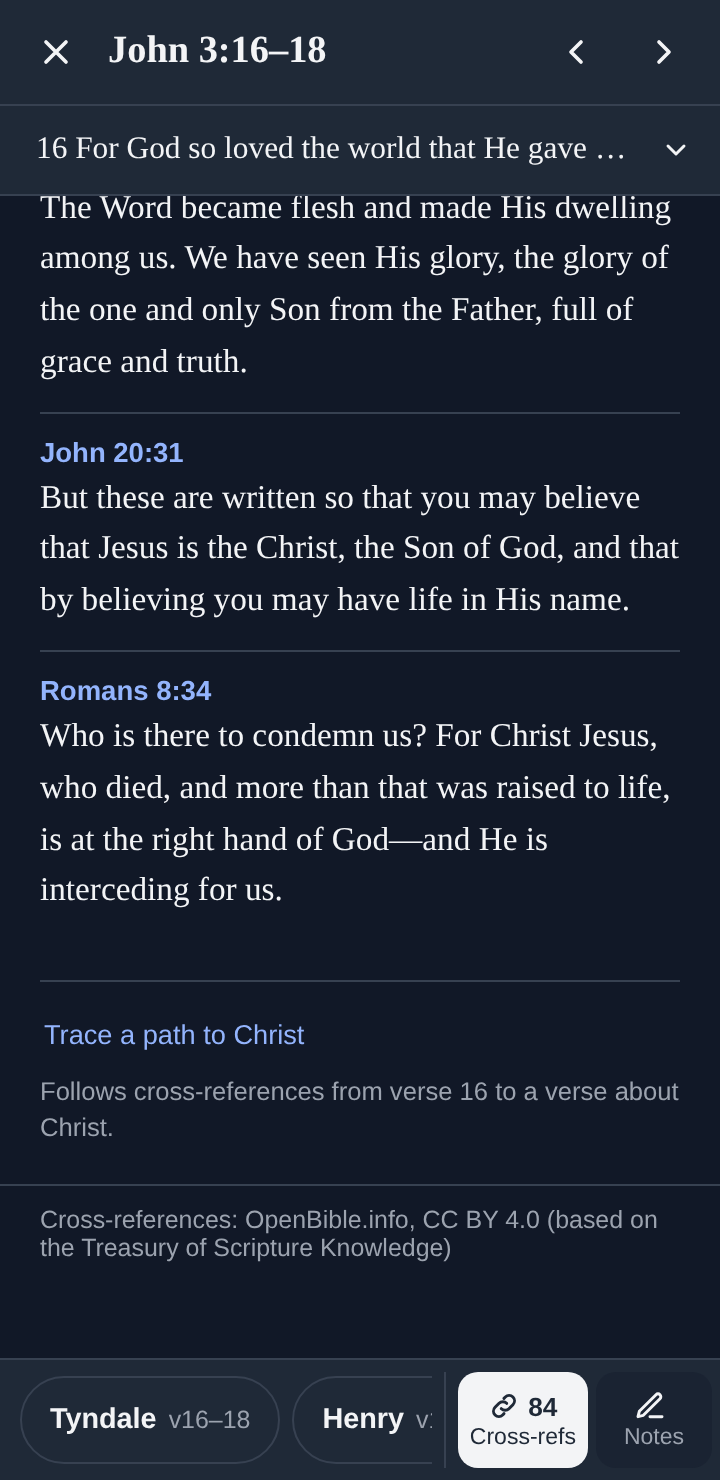 John 3:16–18
16 For God so loved the world that He gave …
The Word became flesh and made His dwelling
among us. We have seen His glory, the glory of
the one and only Son from the Father, full of
grace and truth.
John 20:31
But these are written so that you may believe
that Jesus is the Christ, the Son of God, and that
by believing you may have life in His name.
Romans 8:34
Who is there to condemn us? For Christ Jesus,
who died, and more than that was raised to life,
is at the right hand of God—and He is
interceding for us.
Trace a path to Christ
Follows cross-references from verse 16 to a verse about
Christ.
Cross-references: OpenBible.info, CC BY 4.0 (based on
the Treasury of Scripture Knowledge)
Tyndale v16–18
Henry
84
Cross-refs
Notes